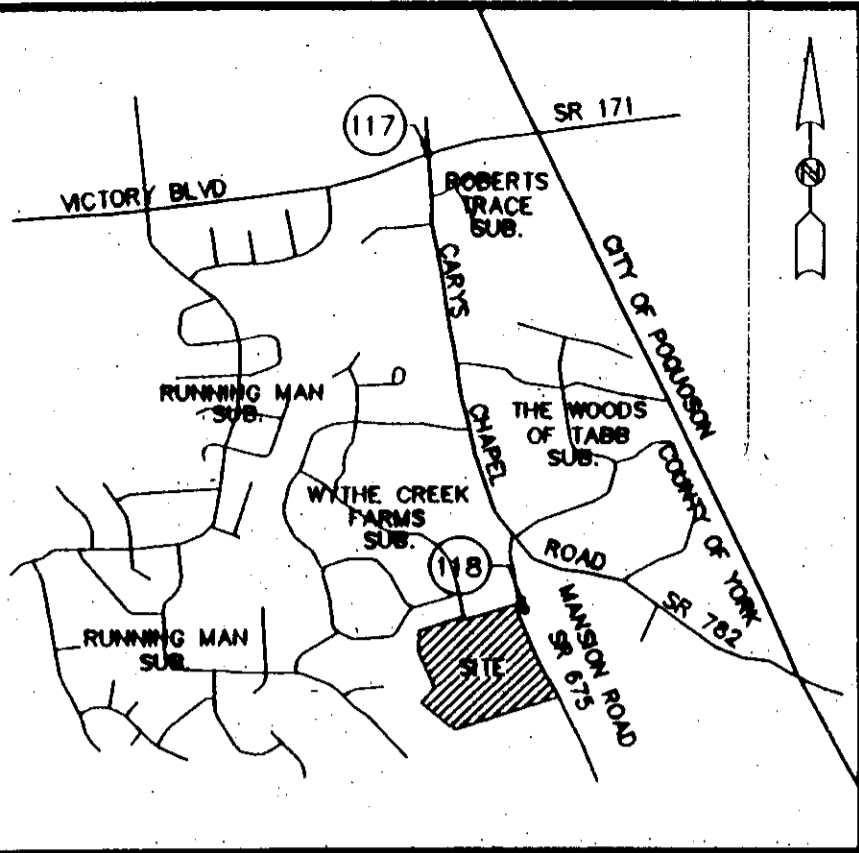 117
SR 171
VICTORY BLVD
ROBERTS
TRACE
SUB.
N
CITY OF POQUOSON
COUNTY OF YORK
CARYS
CHAPEL
ROAD
RUNNING MAN
SUB.
THE WOODS
OF TABB
SUB.
WYTHE CREEK
FARMS
SUB.
118
SR 782
MANSION ROAD
SR 675
RUNNING MAN
SUB.
SITE